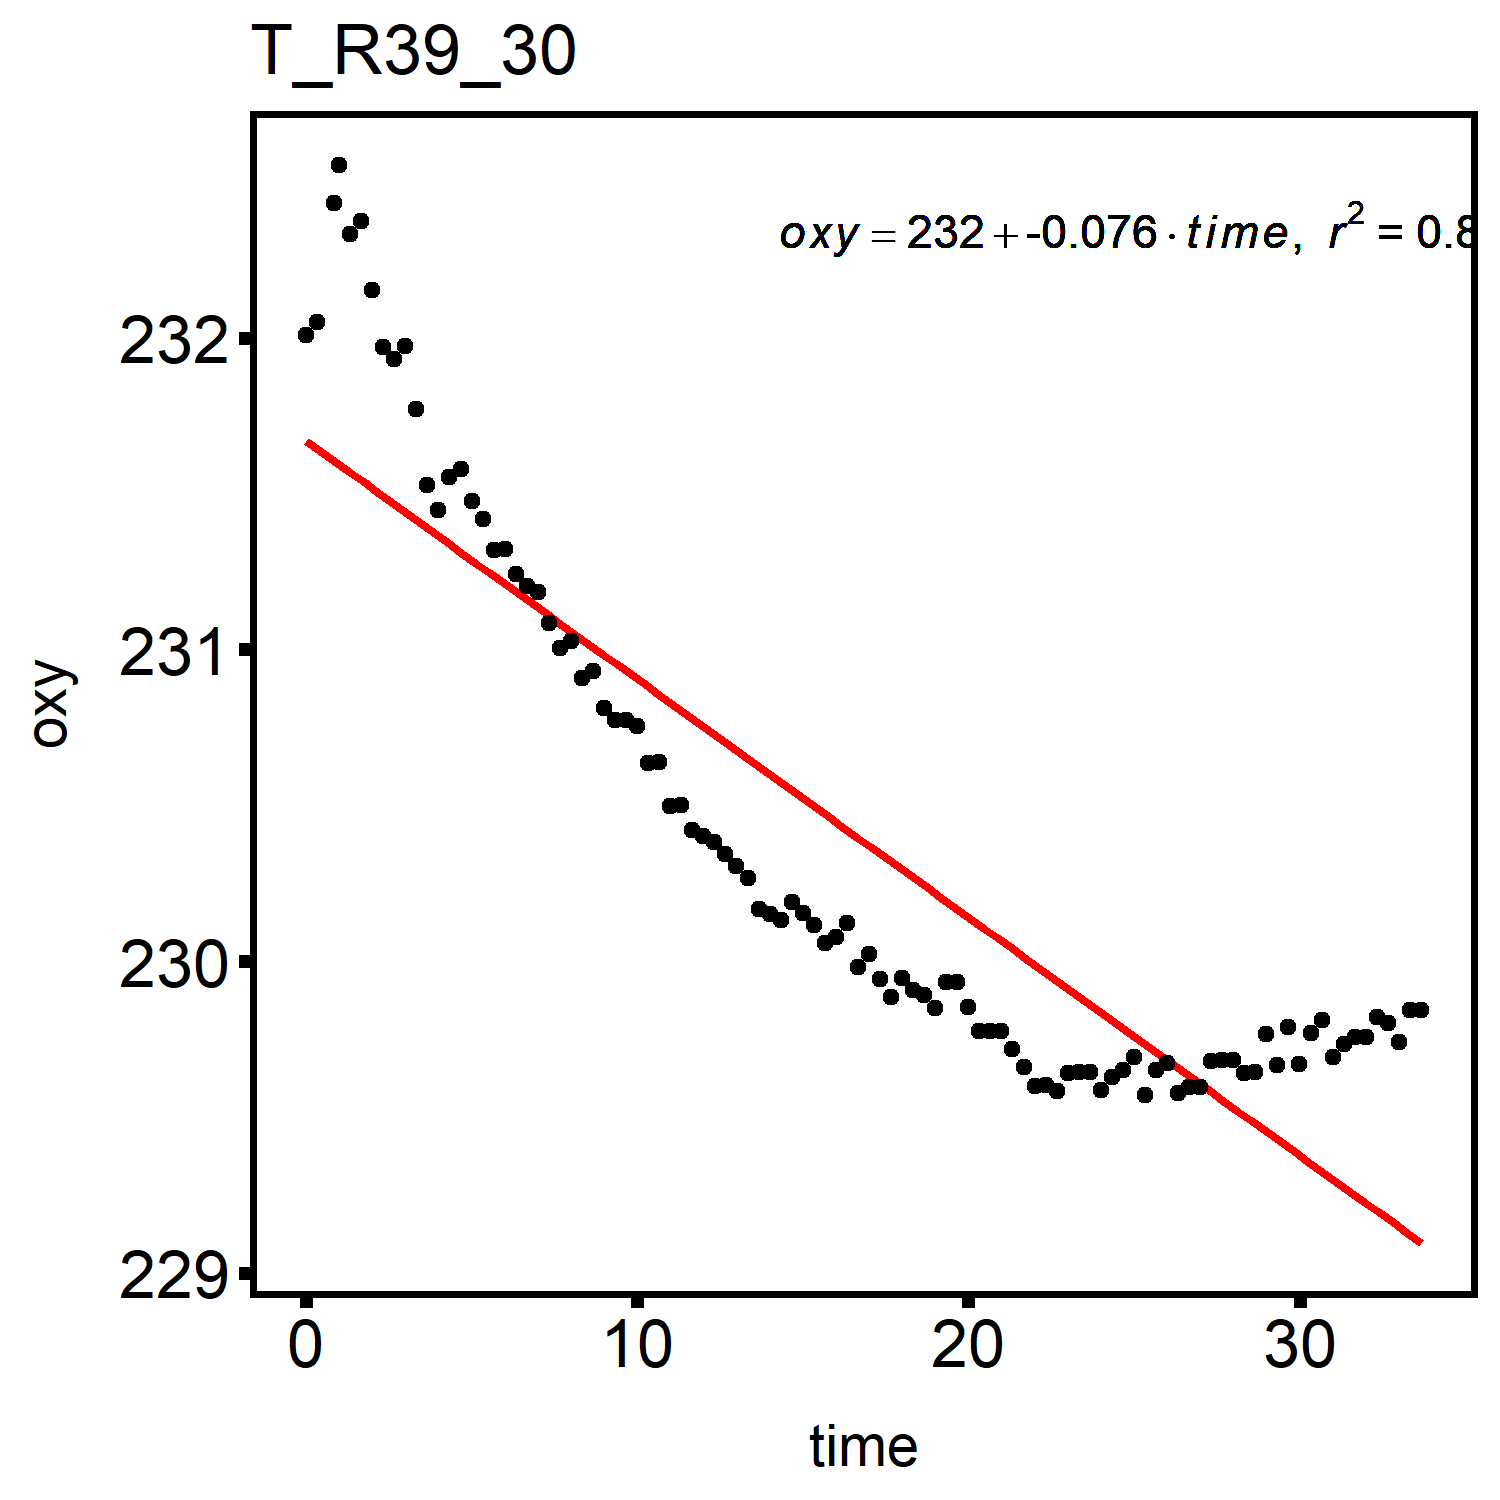 T_R39_30
oxy = 232 + -0.076 · time, r² = 0.8
232
231
230
229
oxy
0 10 20 30
time